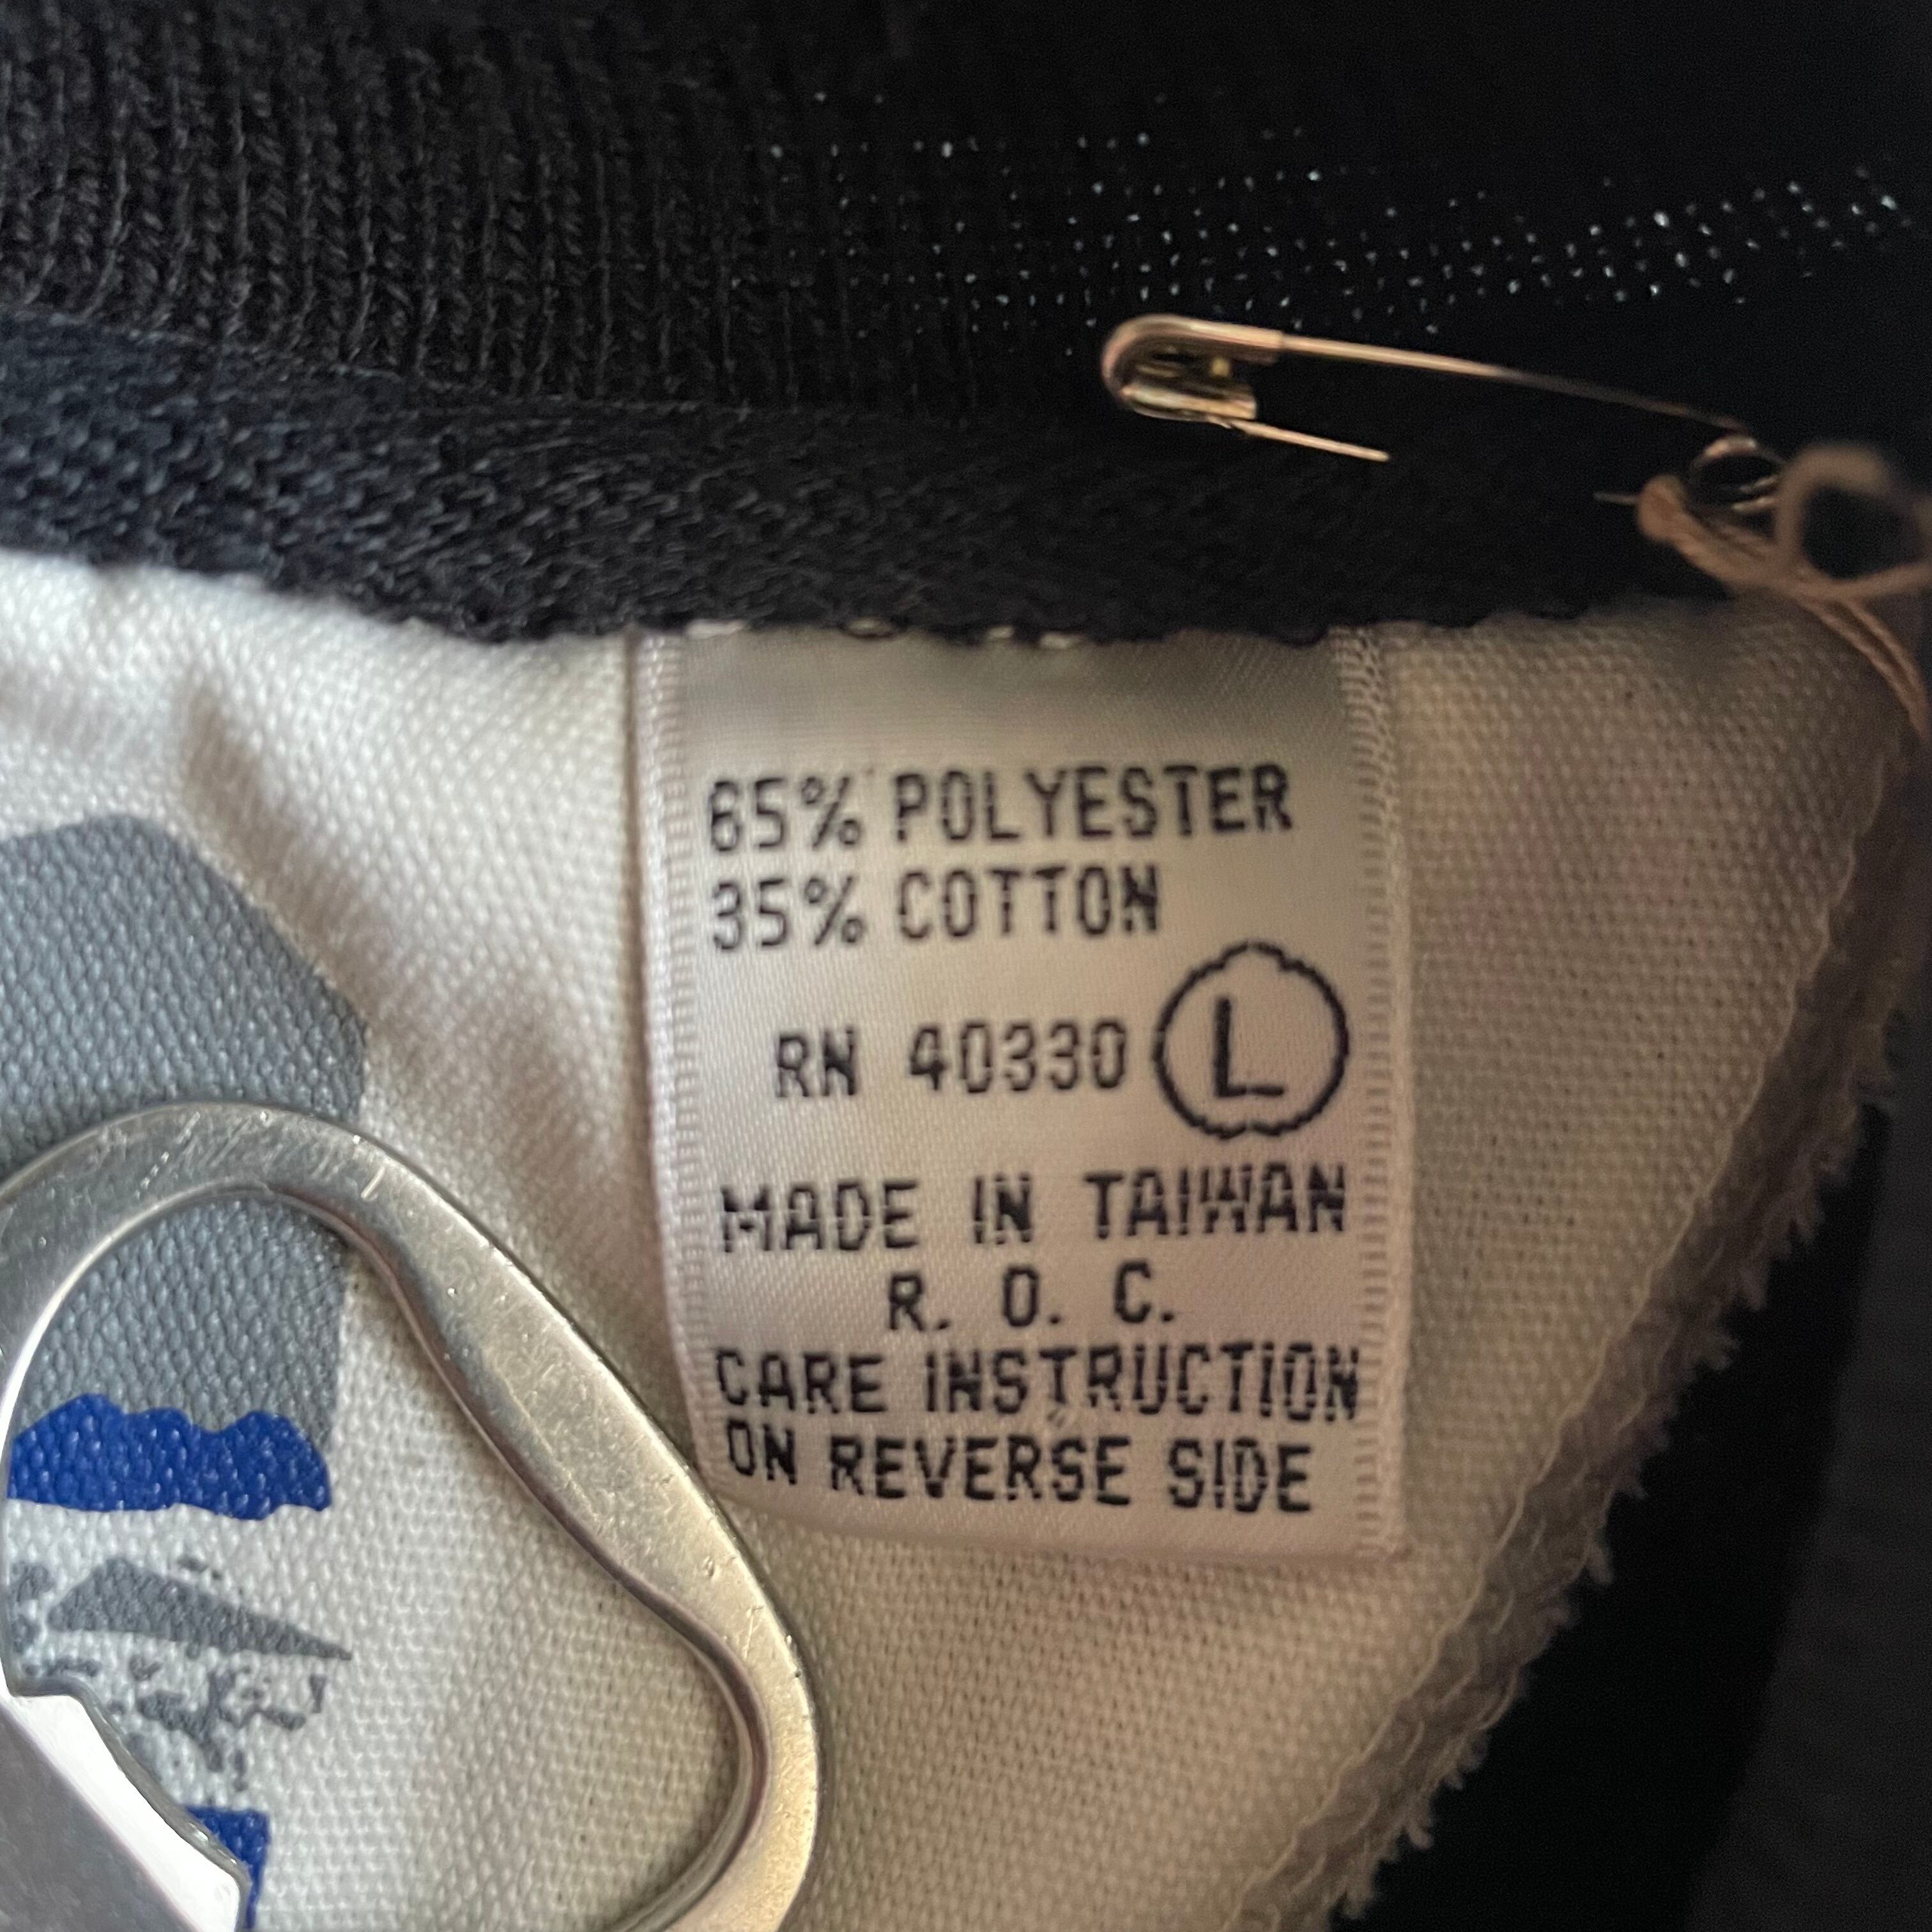 65% POLYESTER
35% COTTON
RN 40330 L
MADE IN TAIWAN
R. O. C.
CARE INSTRUCTION
ON REVERSE SIDE